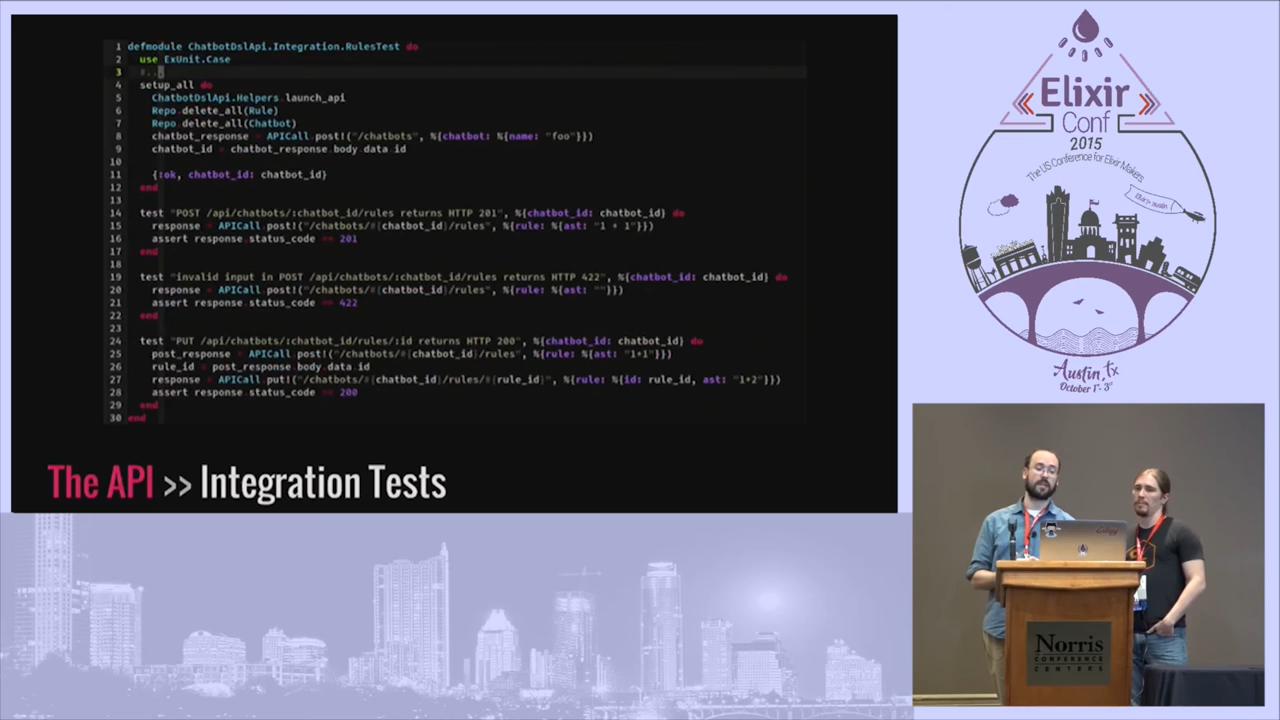 1 defmodule ChatbotDslApi.Integration.RulesTest do
2 use ExUnit.Case
3 #...
4 setup_all do
5 ChatbotDslApi.Helpers.launch_api
6 Repo.delete_all(Rule)
7 Repo.delete_all(Chatbot)
8 chatbot_response = APICall.post!("/chatbots", %{chatbot: %{name: "foo"}})
9 chatbot_id = chatbot_response.body.data.id
10
11 {:ok, chatbot_id: chatbot_id}
12 end
13
14 test "POST /api/chatbots/:chatbot_id/rules returns HTTP 201", %{chatbot_id: chatbot_id} do
15 response = APICall.post!("/chatbots/#{chatbot_id}/rules", %{rule: %{ast: "1 + 1"}})
16 assert response.status_code == 201
17 end
18
19 test "invalid input in POST /api/chatbots/:chatbot_id/rules returns HTTP 422", %{chatbot_id: chatbot_id} do
20 response = APICall.post!("/chatbots/#{chatbot_id}/rules", %{rule: %{ast: ""}})
21 assert response.status_code == 422
22 end
23
24 test "PUT /api/chatbots/:chatbot_id/rules/:id returns HTTP 200", %{chatbot_id: chatbot_id} do
25 post_response = APICall.post!("/chatbots/#{chatbot_id}/rules", %{rule: %{ast: "1+1"}})
26 rule_id = post_response.body.data.id
27 response = APICall.put!("/chatbots/#{chatbot_id}/rules/#{rule_id}", %{rule: %{id: rule_id, ast: "1+2"}})
28 assert response.status_code == 200
29 end
30 end
The API >> Integration Tests
Elixir
Conf
2015
The US Conference for Elixir Makers
Austin, TX
October 1st - 3rd
Norris
CONFERENCE
CENTERS